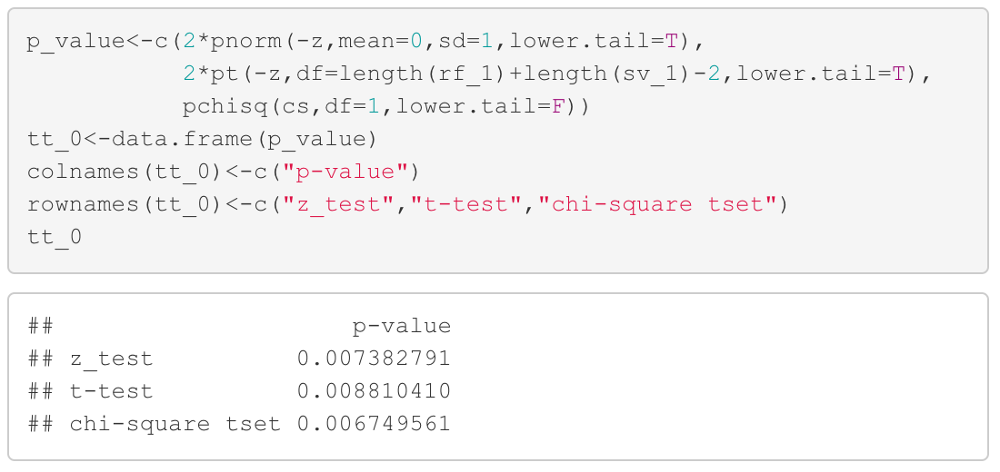 p_value<-c(2*pnorm(-z,mean=0,sd=1,lower.tail=T),
           2*pt(-z,df=length(rf_1)+length(sv_1)-2,lower.tail=T),
           pchisq(cs,df=1,lower.tail=F))
tt_0<-data.frame(p_value)
colnames(tt_0)<-c("p-value")
rownames(tt_0)<-c("z_test","t-test","chi-square tset")
tt_0
##                     p-value
## z_test          0.007382791
## t-test          0.008810410
## chi-square tset 0.006749561